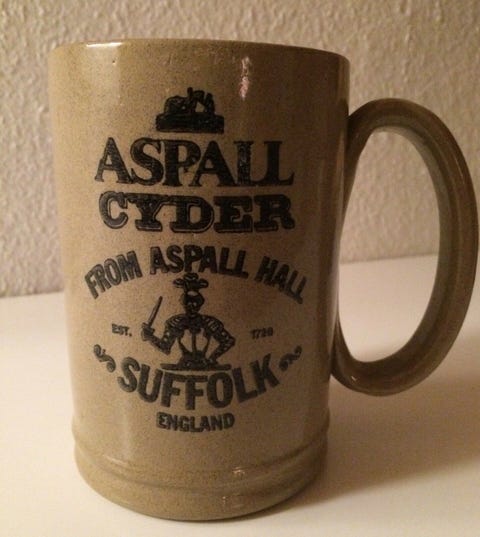 ASPALL
CYDER
FROM ASPALL HALL
EST. 1728
SUFFOLK
ENGLAND